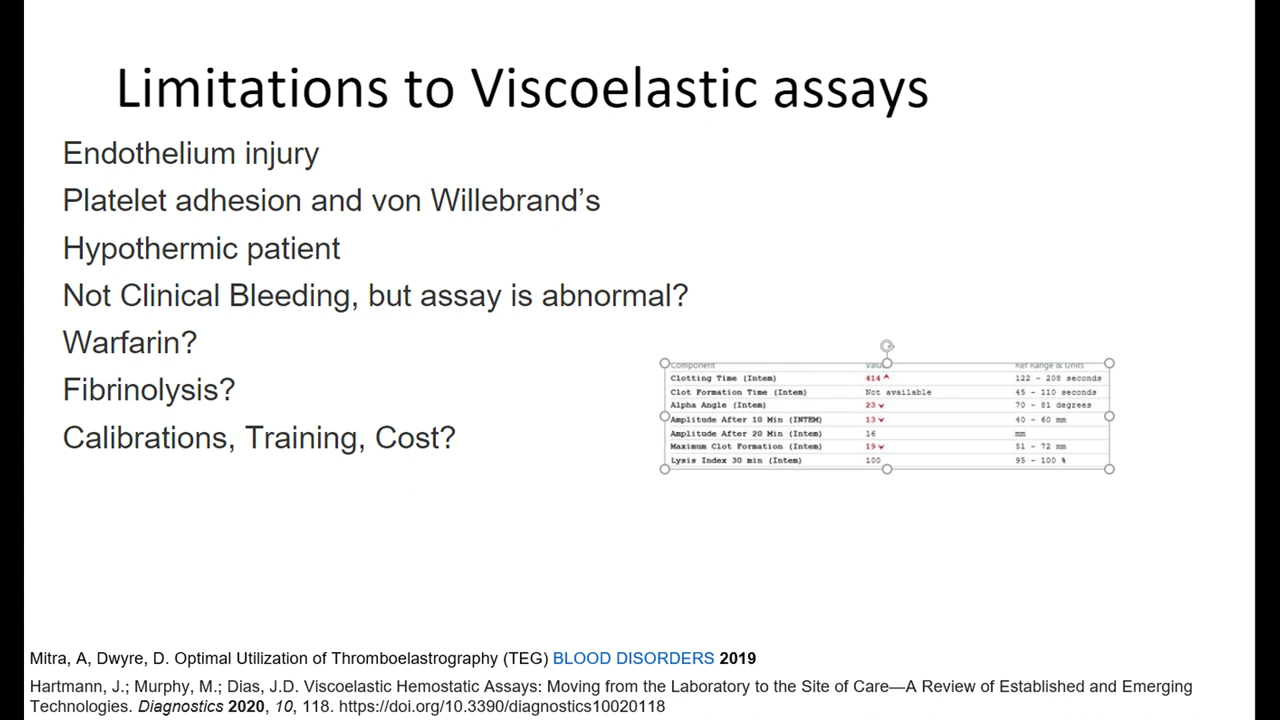 Limitations to Viscoelastic assays
Endothelium injury
Platelet adhesion and von Willebrand’s
Hypothermic patient
Not Clinical Bleeding, but assay is abnormal?
Warfarin?
Fibrinolysis?
Calibrations, Training, Cost?
Component Value Ref Range & Units
Clotting Time (Intem) 414 122 - 208 seconds
Clot Formation Time (Intem) Not available 45 - 110 seconds
Alpha Angle (Intem) 23 70 - 81 degrees
Amplitude After 10 Min (INTEM) 13 40 - 60 mm
Amplitude After 20 Min (Intem) 16 mm
Maximum Clot Formation (Intem) 19 51 - 72 mm
Lysis Index 30 min (Intem) 100 95 - 100 %
Mitra, A, Dwyre, D. Optimal Utilization of Thromboelastrography (TEG) BLOOD DISORDERS 2019
Hartmann, J.; Murphy, M.; Dias, J.D. Viscoelastic Hemostatic Assays: Moving from the Laboratory to the Site of Care—A Review of Established and Emerging
Technologies. Diagnostics 2020, 10, 118. https://doi.org/10.3390/diagnostics10020118